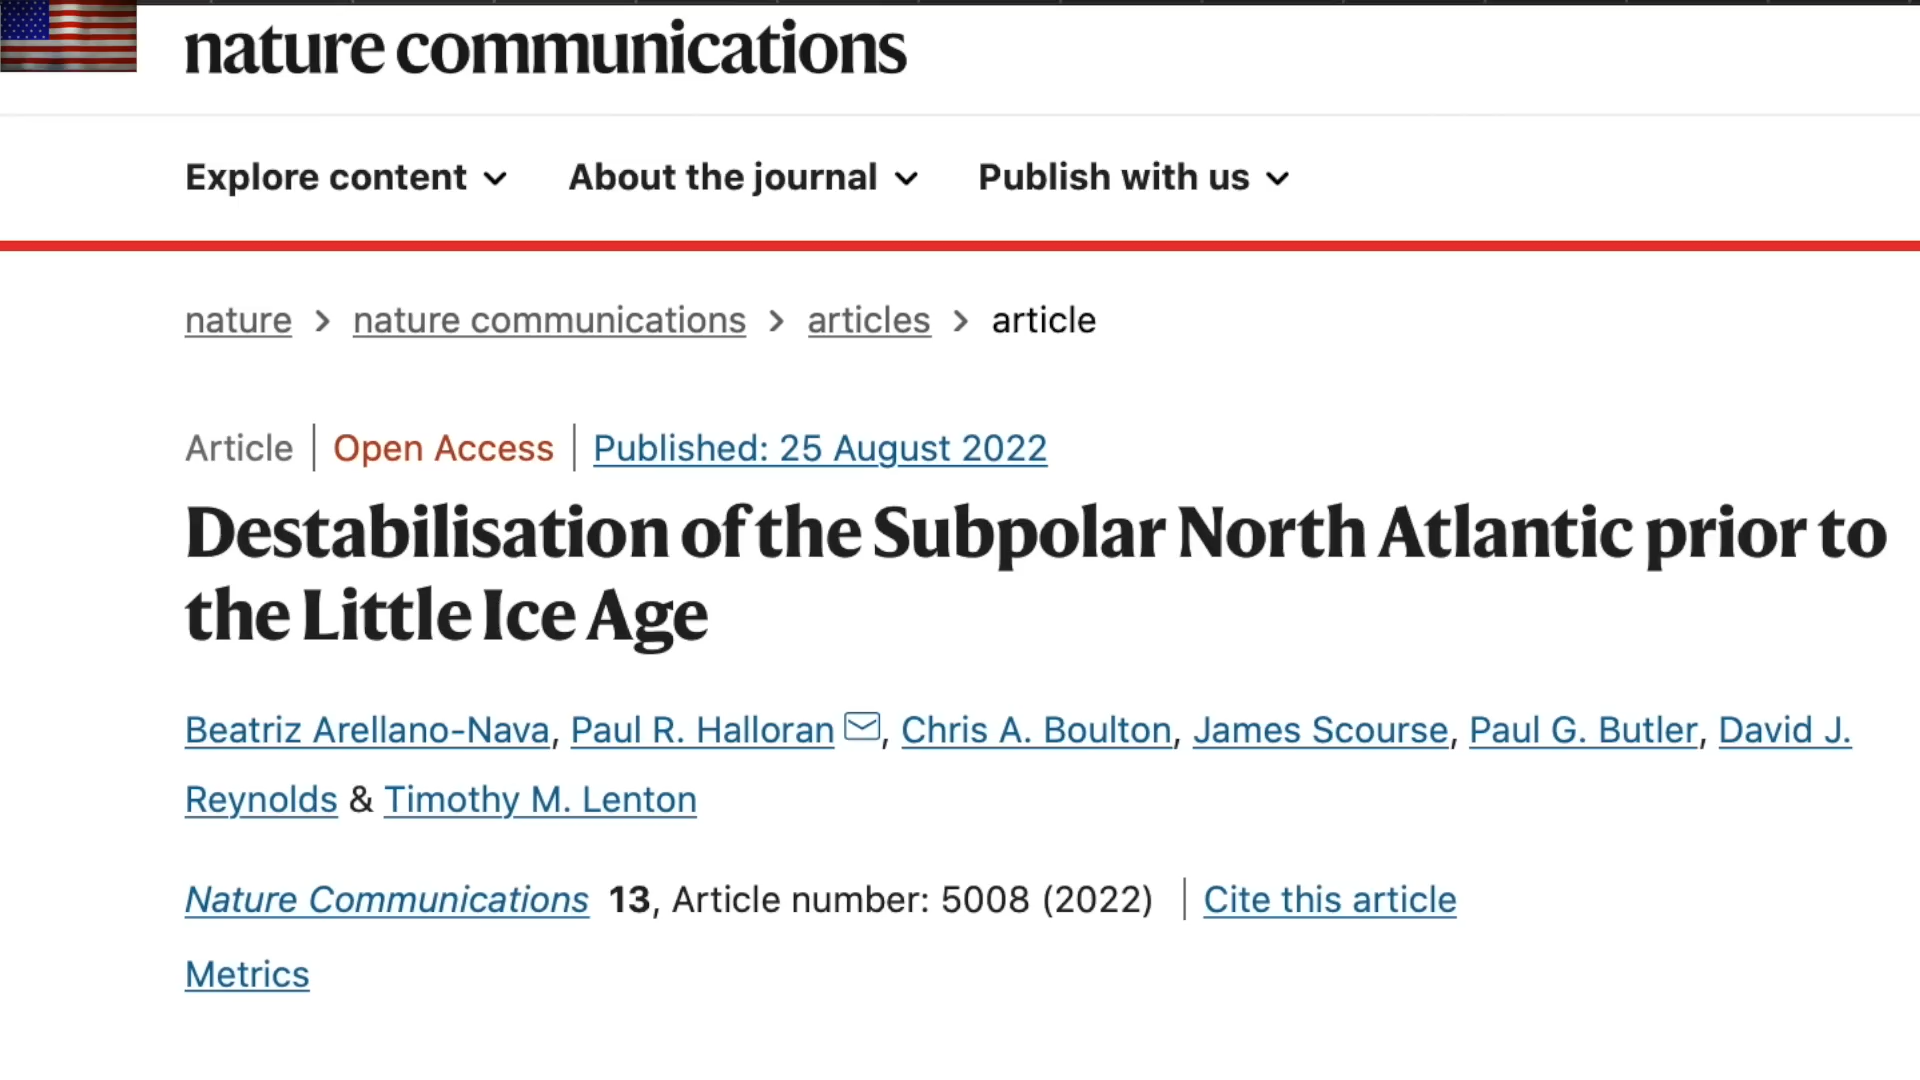 nature communications
Explore content About the journal Publish with us
nature > nature communications > articles > article
Article | Open Access | Published: 25 August 2022
Destabilisation of the Subpolar North Atlantic prior to
the Little Ice Age
Beatriz Arellano-Nava, Paul R. Halloran, Chris A. Boulton, James Scourse, Paul G. Butler, David J.
Reynolds & Timothy M. Lenton
Nature Communications 13, Article number: 5008 (2022) | Cite this article
Metrics